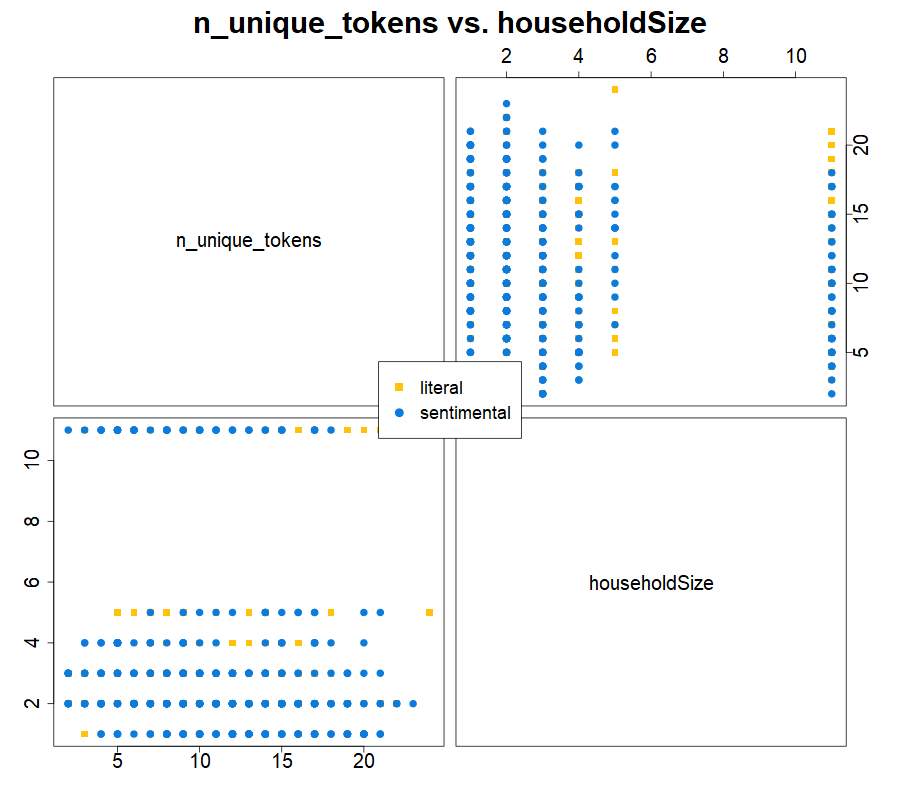 n_unique_tokens vs. householdSize
2 4 6 8 10
n_unique_tokens
5 10 15 20
literal
sentimental
2 4 6 8 10
householdSize
5 10 15 20